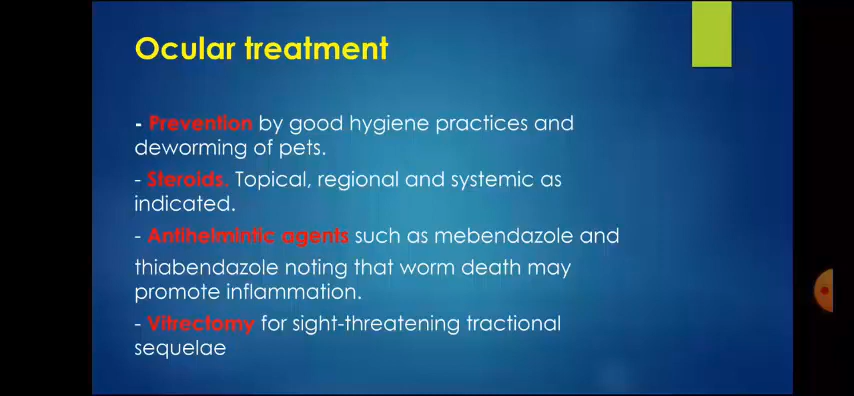 Ocular treatment
- Prevention by good hygiene practices and
deworming of pets.
- Steroids. Topical, regional and systemic as
indicated.
- Antihelmintic agents such as mebendazole and
thiabendazole noting that worm death may
promote inflammation.
- Vitrectomy for sight-threatening tractional
sequelae